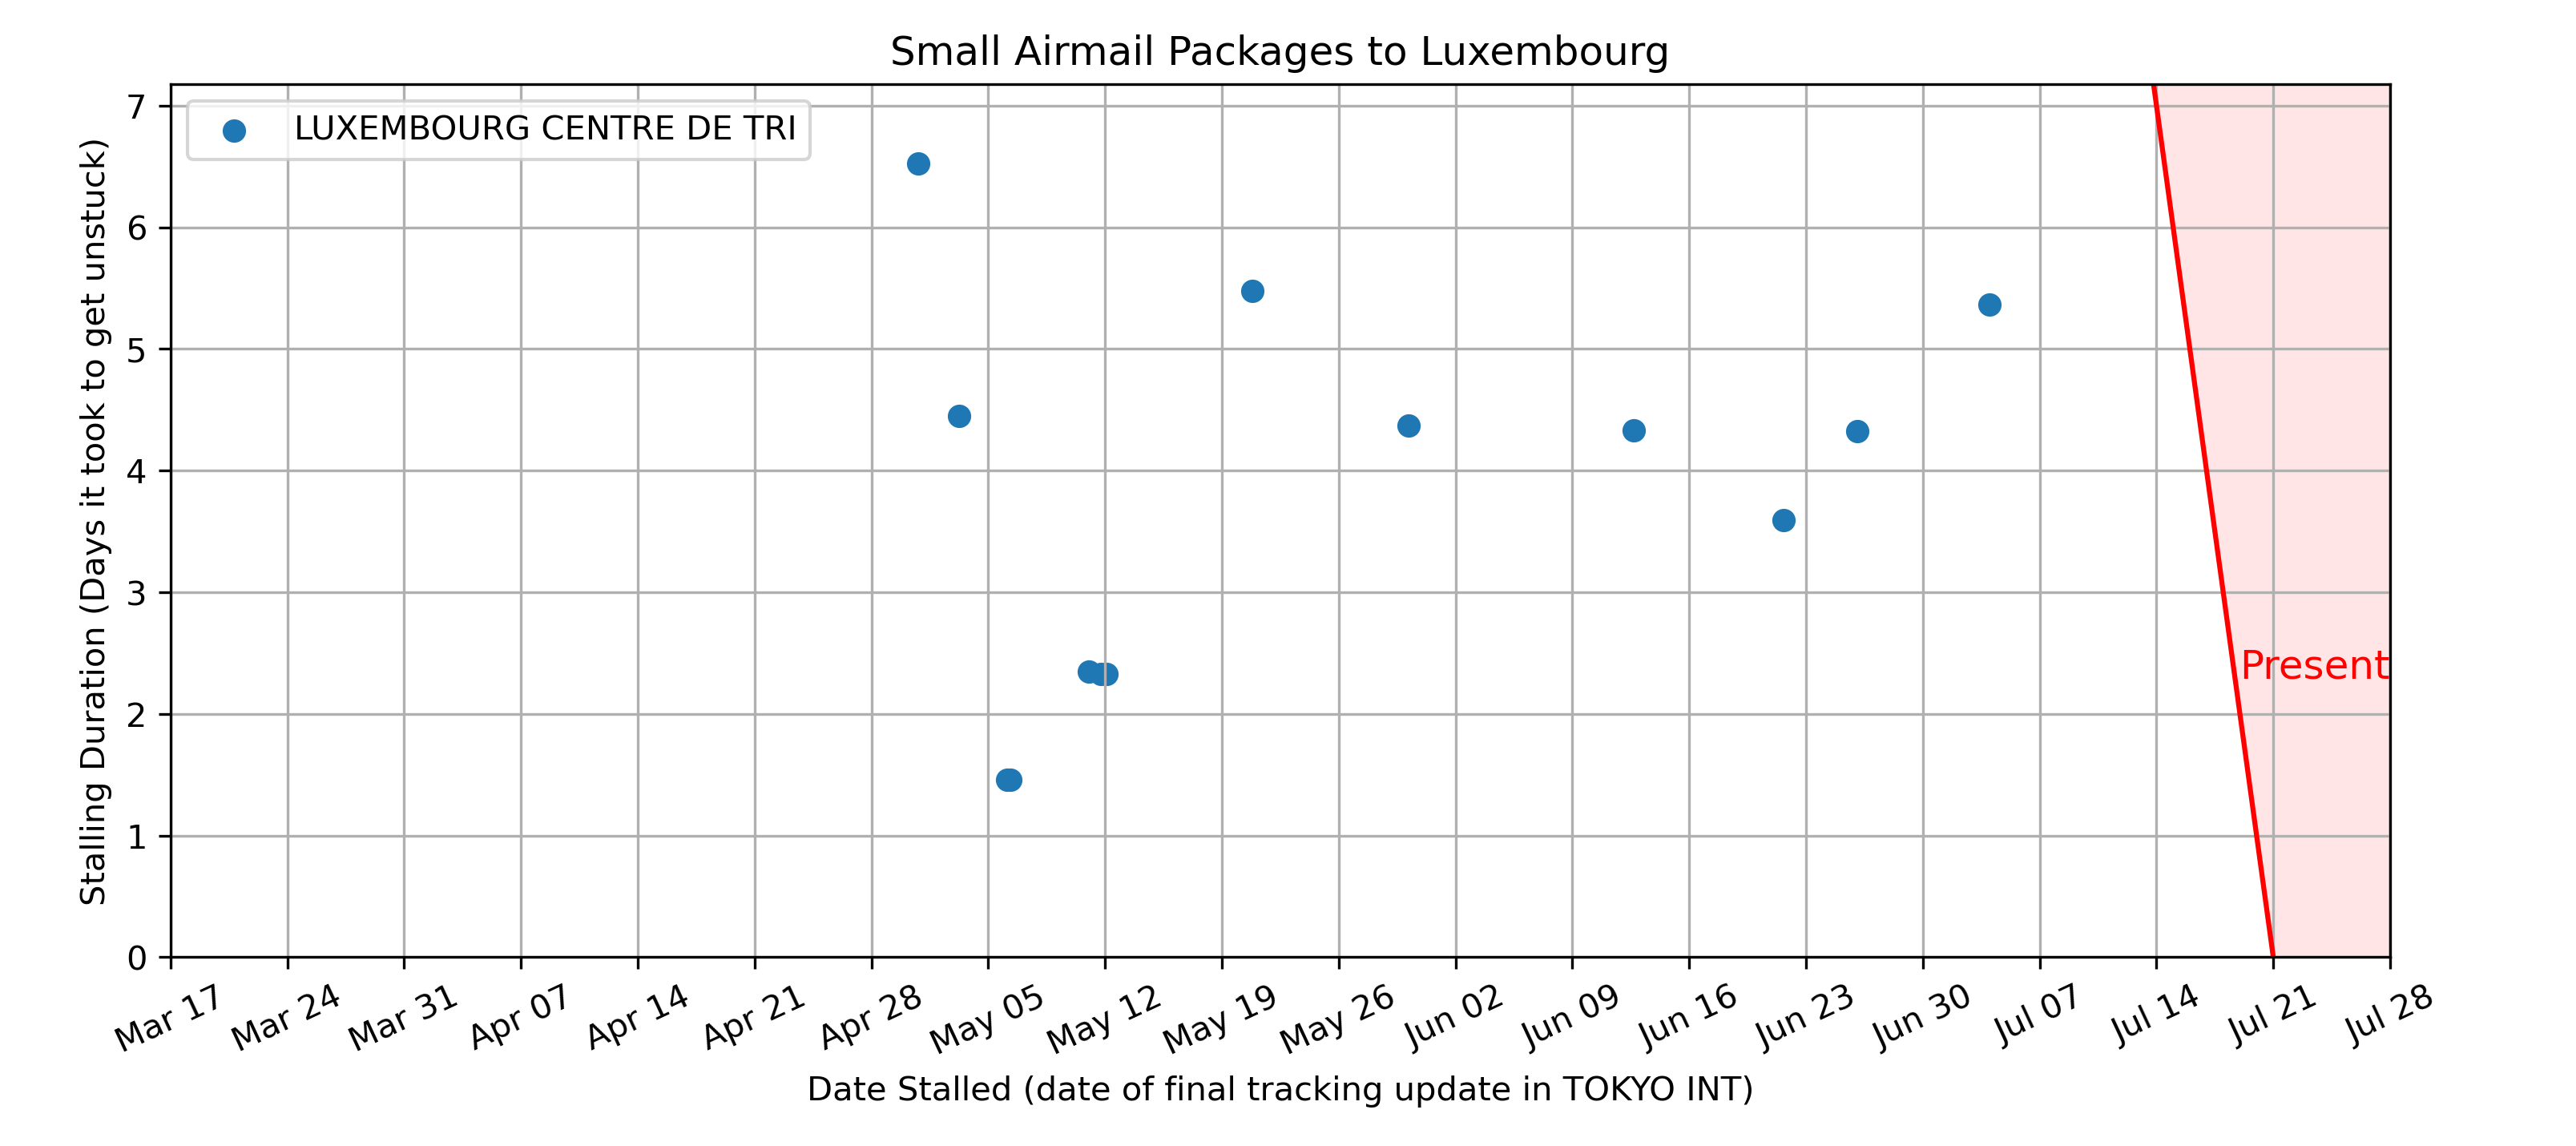 Small Airmail Packages to Luxembourg
LUXEMBOURG CENTRE DE TRI
Stalling Duration (Days it took to get unstuck)
7
6
5
4
3
2
1
0
Present
Mar 17 Mar 24 Mar 31 Apr 07 Apr 14 Apr 21 Apr 28 May 05 May 12 May 19 May 26 Jun 02 Jun 09 Jun 16 Jun 23 Jun 30 Jul 07 Jul 14 Jul 21 Jul 28
Date Stalled (date of final tracking update in TOKYO INT)